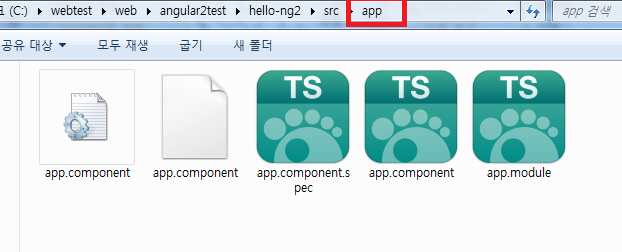 크 (C:) ▸ webtest ▸ web ▸ angular2test ▸ hello-ng2 ▸ src ▸ app
app 검색
공유 대상 ▾ 모두 재생 굽기 새 폴더
TS TS TS
app.component app.component app.component.s app.component app.module
pec